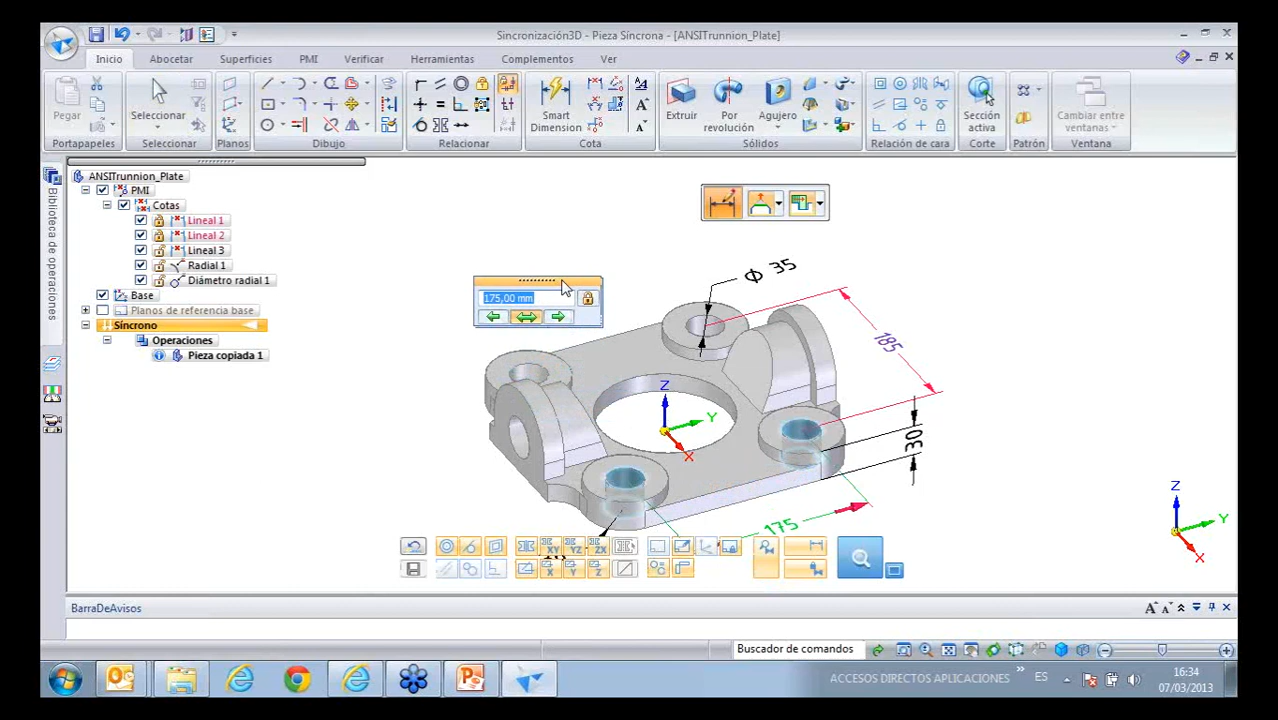 Sincronización3D - Pieza Síncrona - [ANSITrunnion_Plate]
Inicio Abocetar Superficies PMI Verificar Herramientas Complementos Ver
Pegar Seleccionar Smart Dimension Extruir Por revolución Agujero Sección activa Cambiar entre ventanas
Portapapeles Seleccionar Planos Dibujo Relacionar Cota Sólidos Relación de cara Corte Patrón Ventana
Biblioteca de operaciones
ANSITrunnion_Plate
PMI
Cotas
Lineal 1
Lineal 2
Lineal 3
Radial 1
Diámetro radial 1
Base
Planos de referencia base
Síncrono
Operaciones
Pieza copiada 1
175,00 mm
Φ 35
185
30
175
Z
Y
X
Z
Y
X
XY YZ ZX
X Y Z
BarraDeAvisos
Buscador de comandos
ACCESOS DIRECTOS APLICACIONES » ES
16:34
07/03/2013